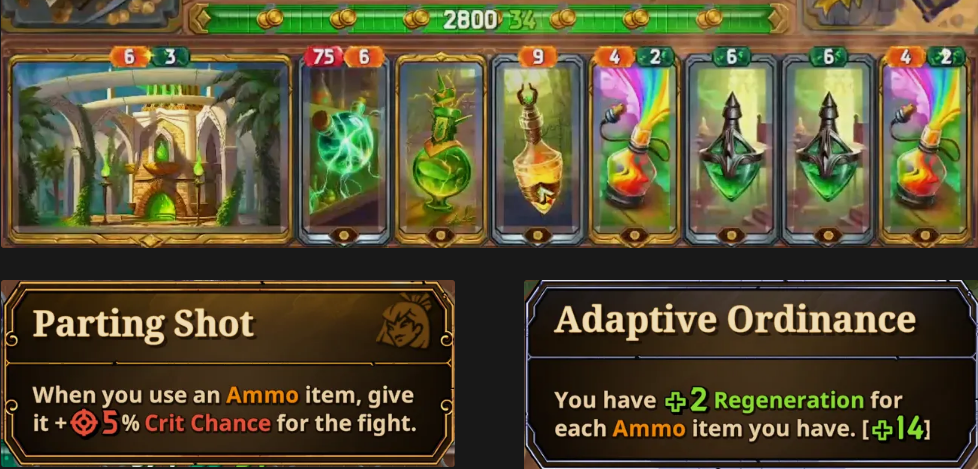 2800 34
6 3 75 6 9 4 2 6 6 4 2
Parting Shot
When you use an Ammo item, give
it + 5% Crit Chance for the fight.
Adaptive Ordinance
You have +2 Regeneration for
each Ammo item you have. [+14]